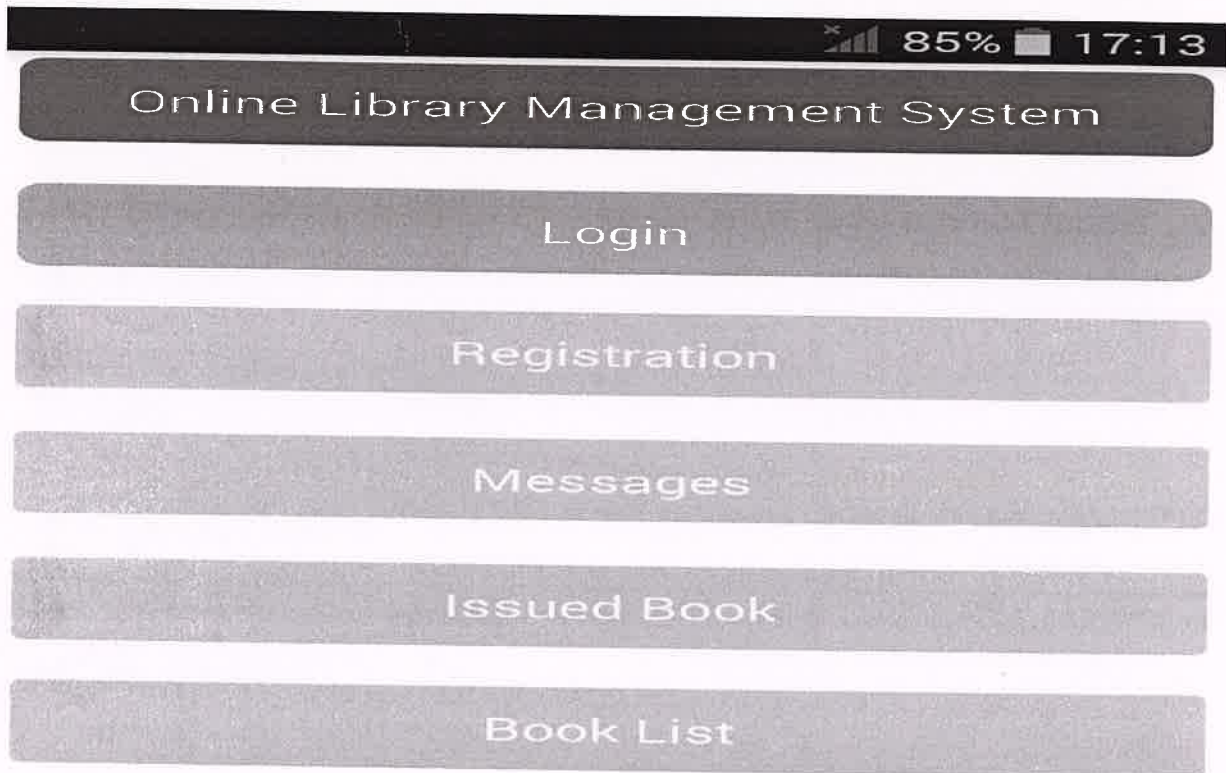 85% 17:13
Online Library Management System
Login
Registration
Messages
Issued Book
Book List